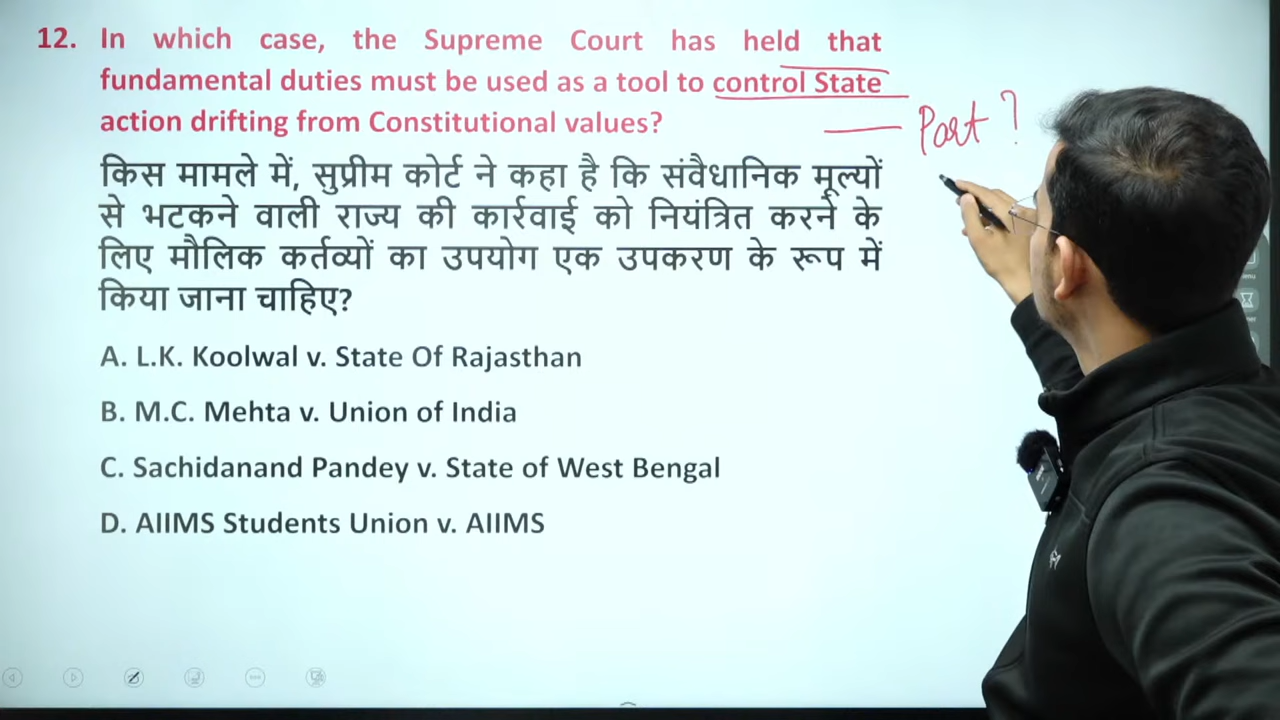 12. In which case, the Supreme Court has held that
fundamental duties must be used as a tool to control State
action drifting from Constitutional values?
Part ?
किस मामले में, सुप्रीम कोर्ट ने कहा है कि संवैधानिक मूल्यों
से भटकने वाली राज्य की कार्रवाई को नियंत्रित करने के
लिए मौलिक कर्तव्यों का उपयोग एक उपकरण के रूप में
किया जाना चाहिए?
A. L.K. Koolwal v. State Of Rajasthan
B. M.C. Mehta v. Union of India
C. Sachidanand Pandey v. State of West Bengal
D. AIIMS Students Union v. AIIMS